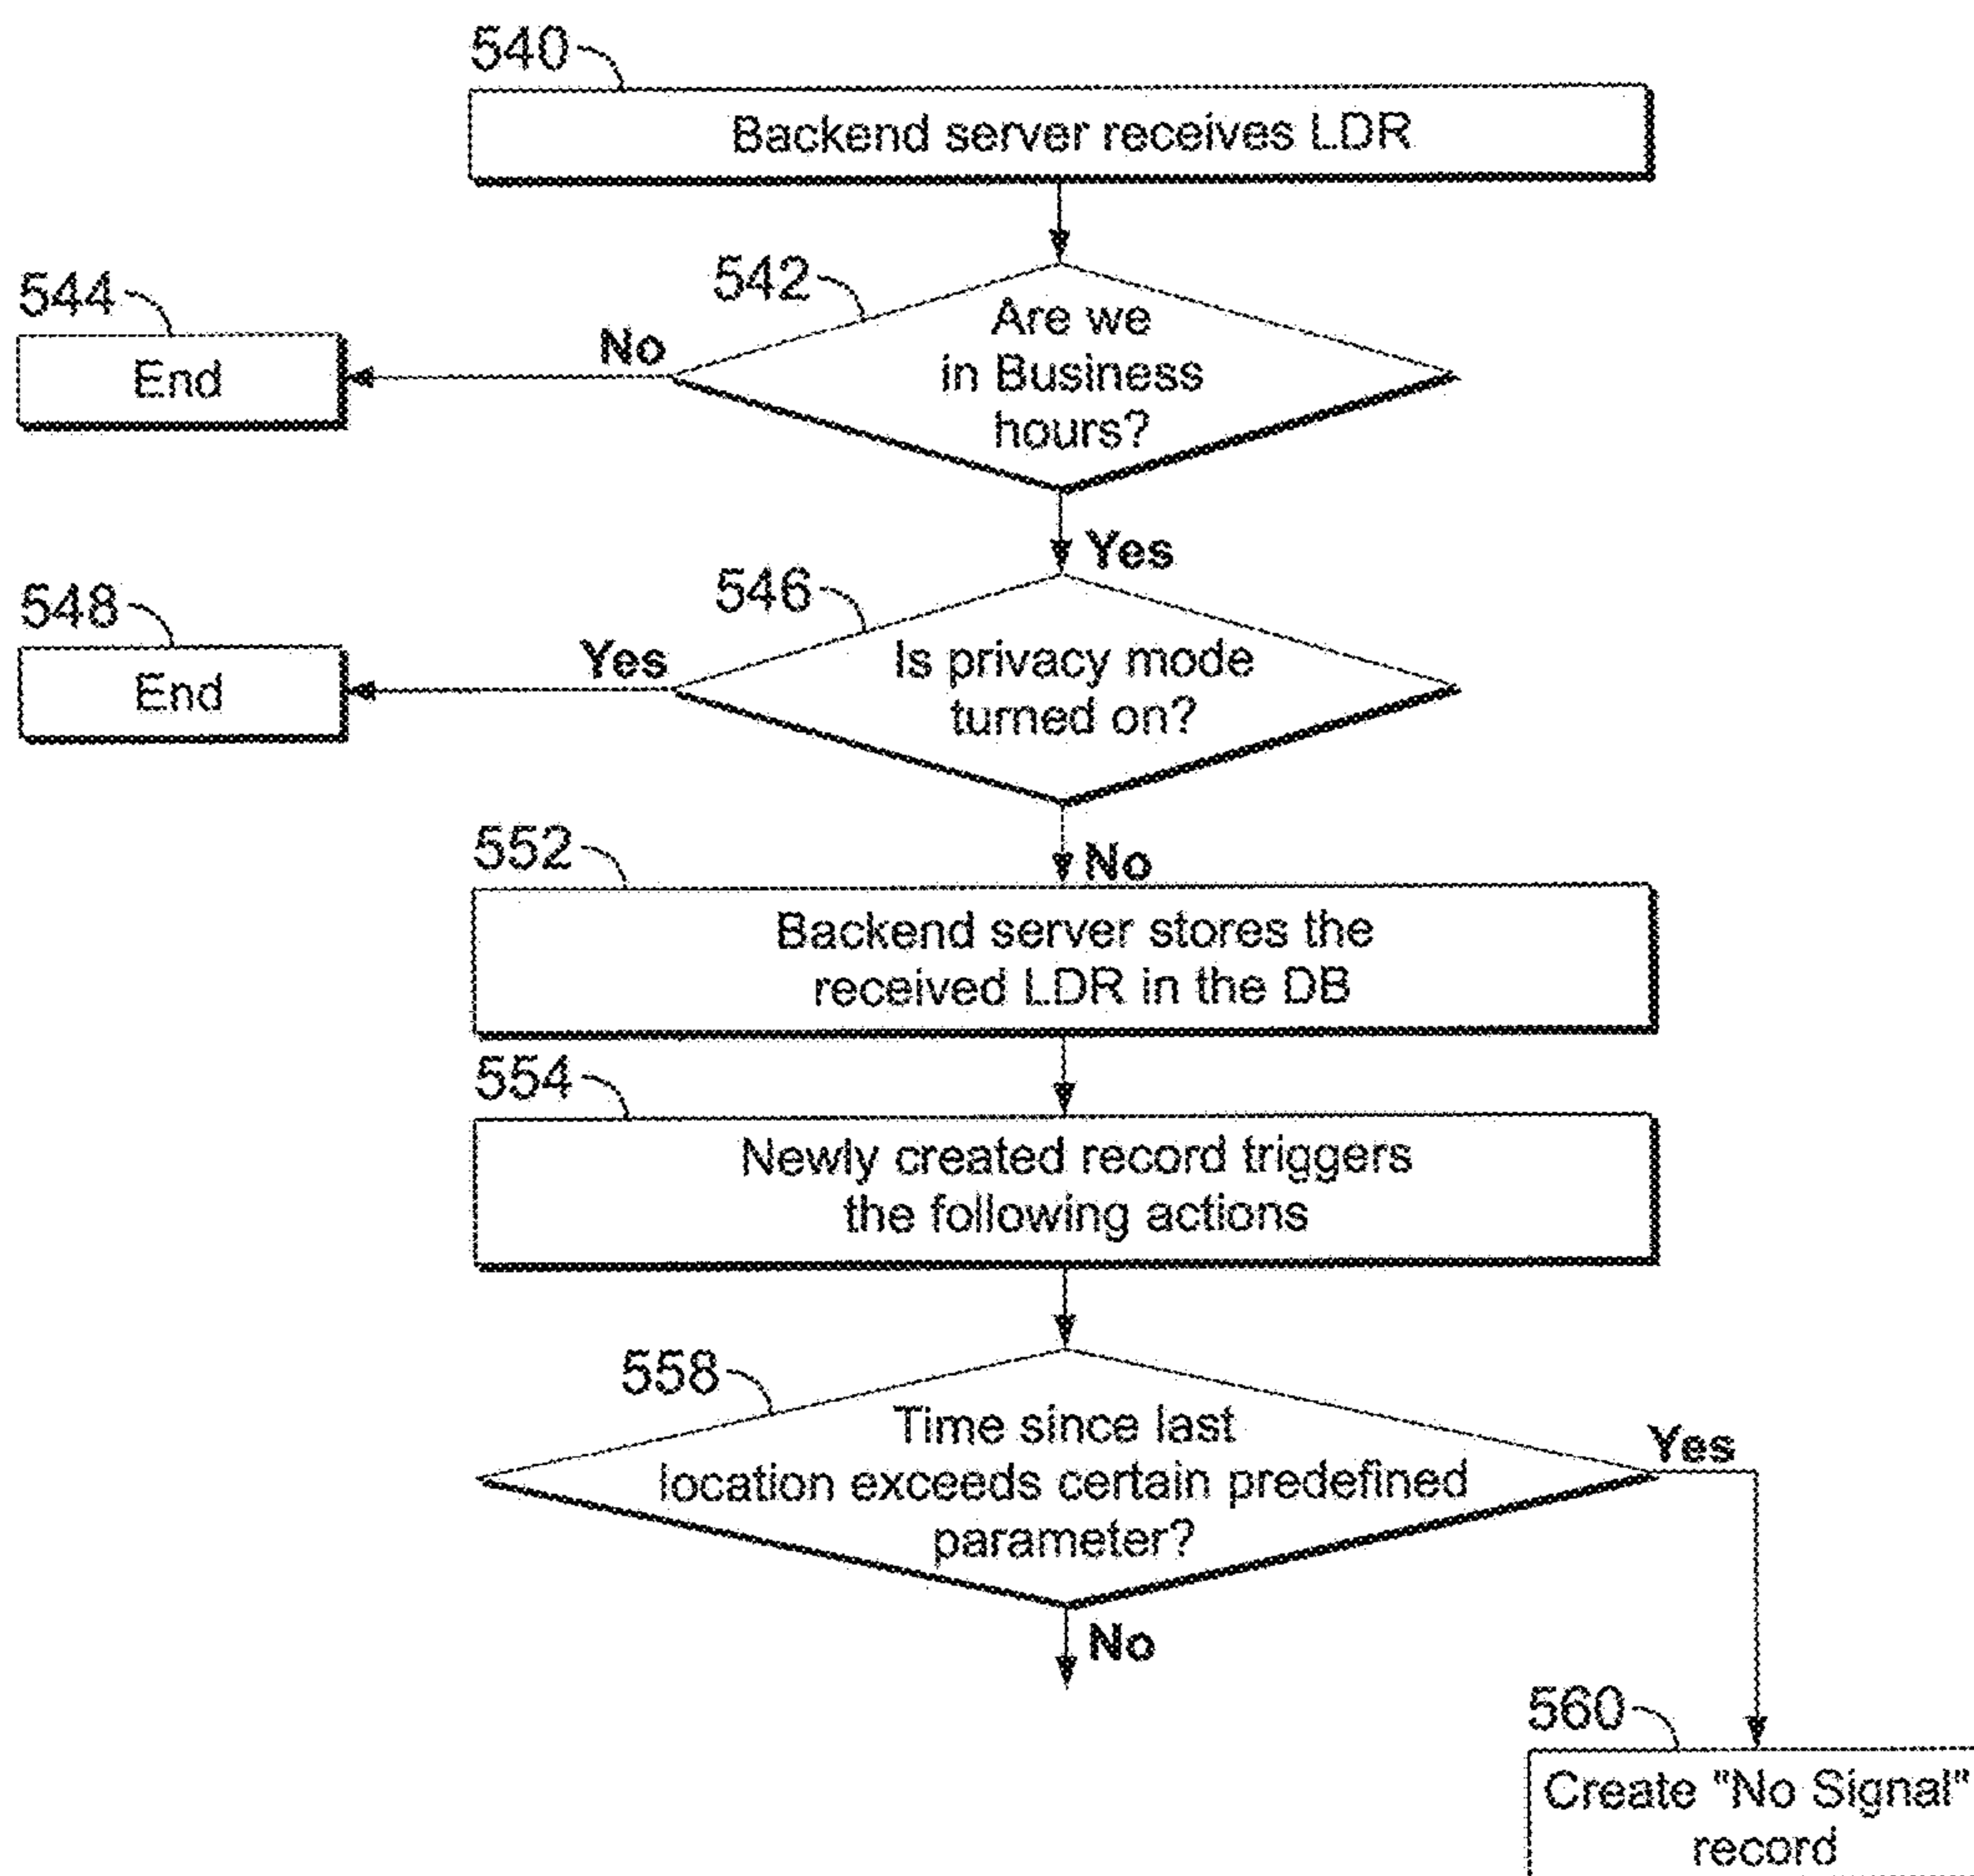 540
Backend server receives LDR
542
544
Are we
in Business
hours?
No
End
Yes
546
548
Is privacy mode
turned on?
Yes
End
No
552
Backend server stores the
received LDR in the DB
554
Newly created record triggers
the following actions
558
Time since last
location exceeds certain predefined
parameter?
Yes
No
560
Create "No Signal"
record